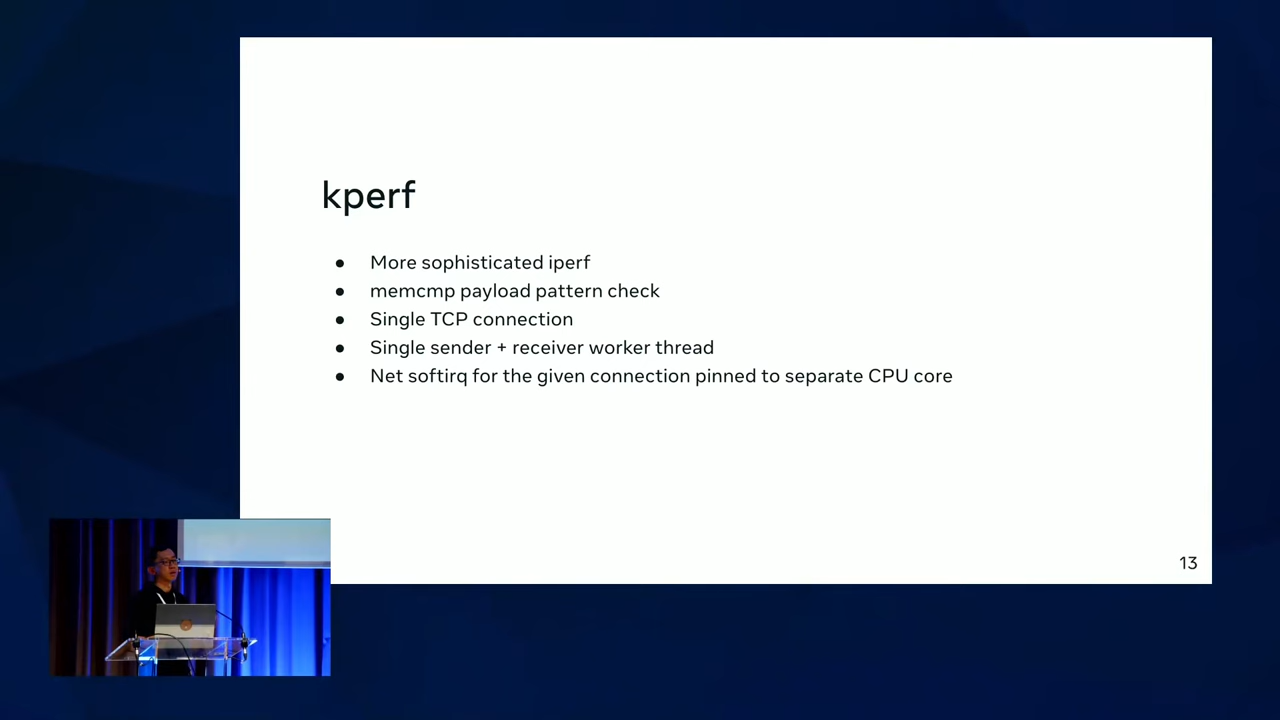 kperf
● More sophisticated iperf
● memcmp payload pattern check
● Single TCP connection
● Single sender + receiver worker thread
● Net softirq for the given connection pinned to separate CPU core
13